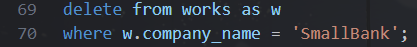 69 delete from works as w
70 where w.company_name = 'SmallBank';